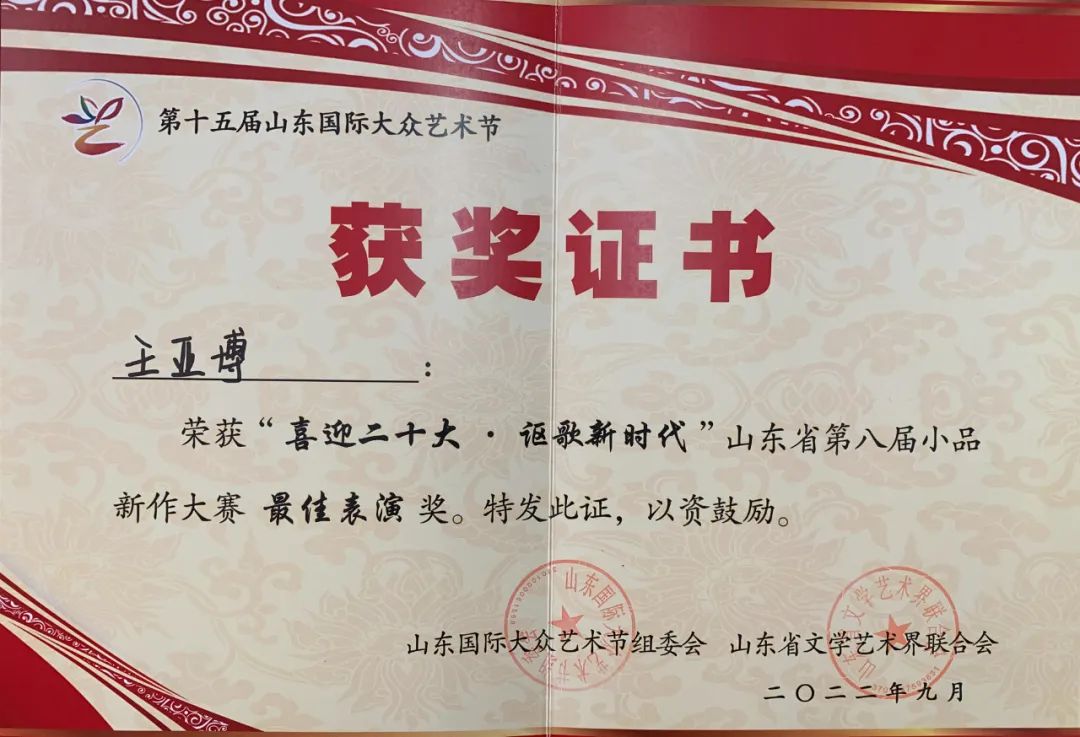 第十五届山东国际大众艺术节
获奖证书
王亚博：
荣获“喜迎二十大·讴歌新时代”山东省第八届小品
新作大赛 最佳表演 奖。特发此证，以资鼓励。
山东国际大众艺术节组委会 山东省文学艺术界联合会
二〇二二年九月